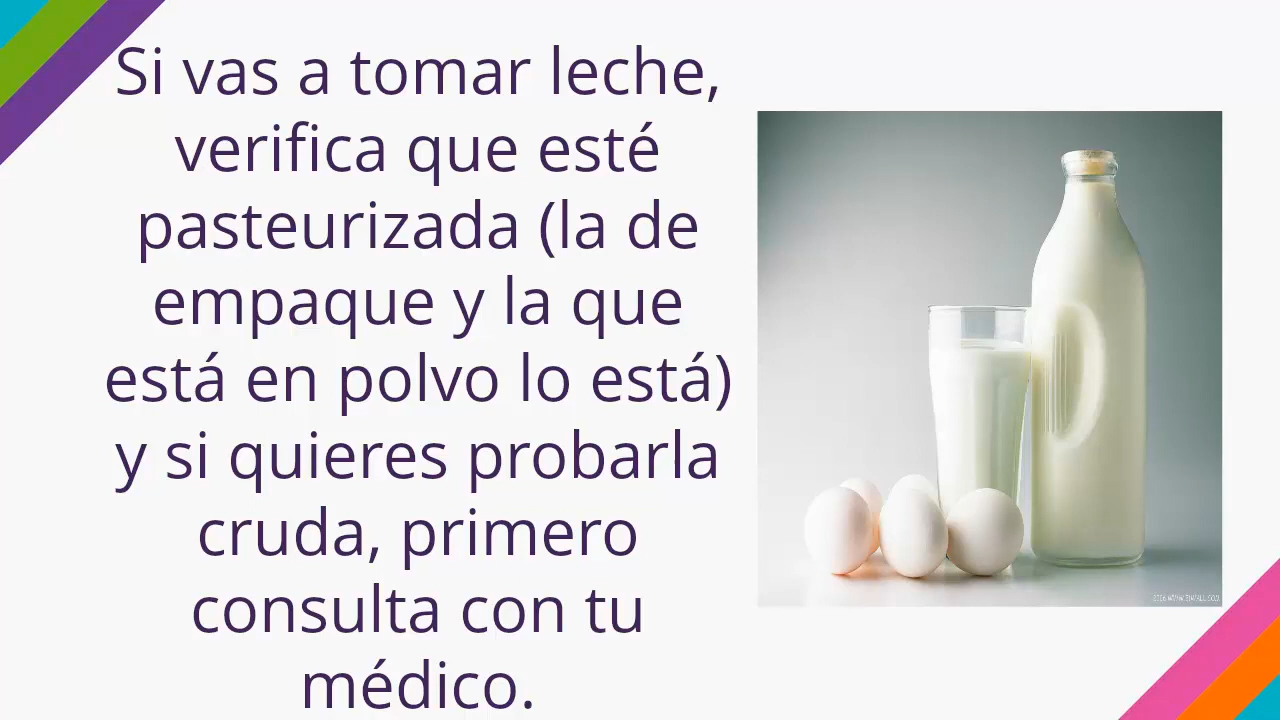 Si vas a tomar leche,
verifica que esté
pasteurizada (la de
empaque y la que
está en polvo lo está)
y si quieres probarla
cruda, primero
consulta con tu
médico.